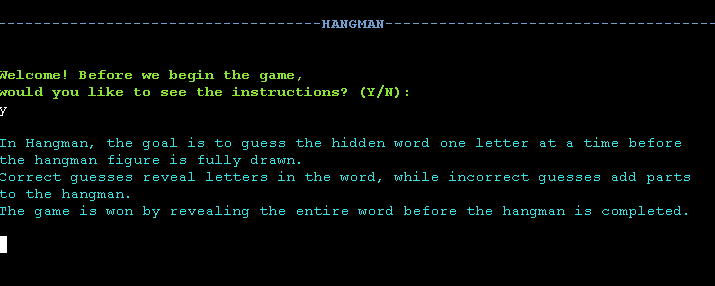 -----------------------------------------HANGMAN------------------------------------------
Welcome! Before we begin the game,
would you like to see the instructions? (Y/N):
y
In Hangman, the goal is to guess the hidden word one letter at a time before
the hangman figure is fully drawn.
Correct guesses reveal letters in the word, while incorrect guesses add parts
to the hangman.
The game is won by revealing the entire word before the hangman is completed.